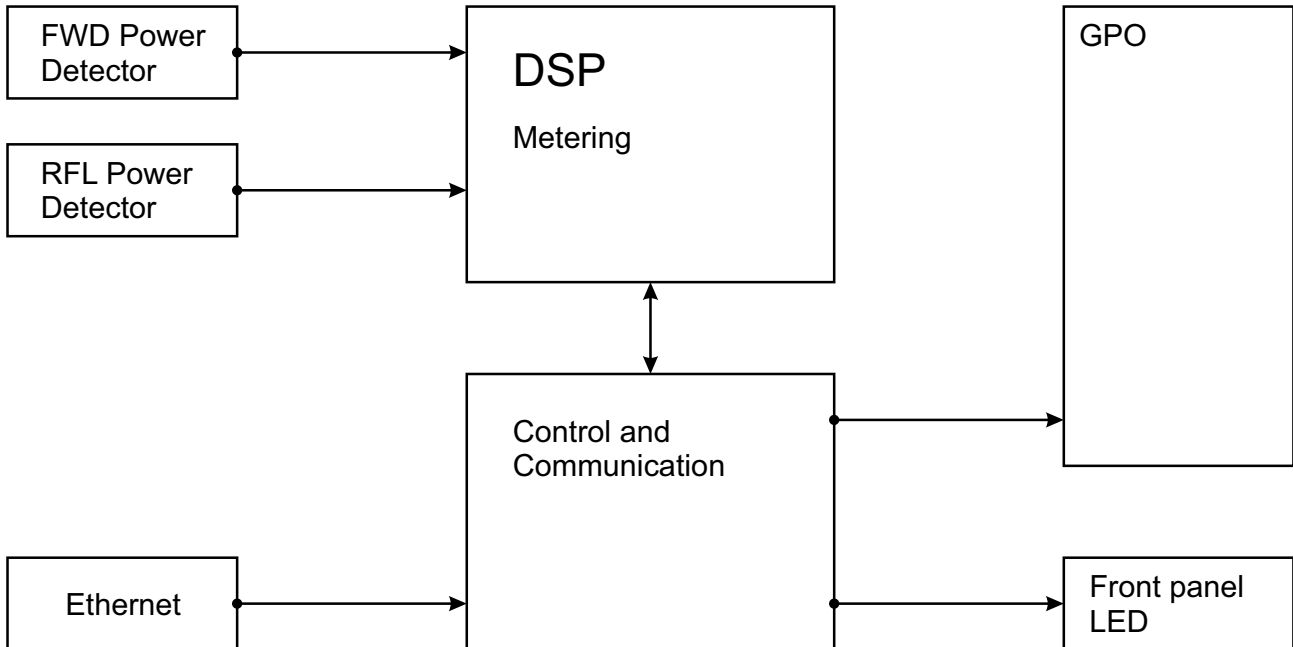 FWD Power
Detector
DSP
Metering
GPO
RFL Power
Detector
Control and
Communication
Ethernet
Front panel
LED